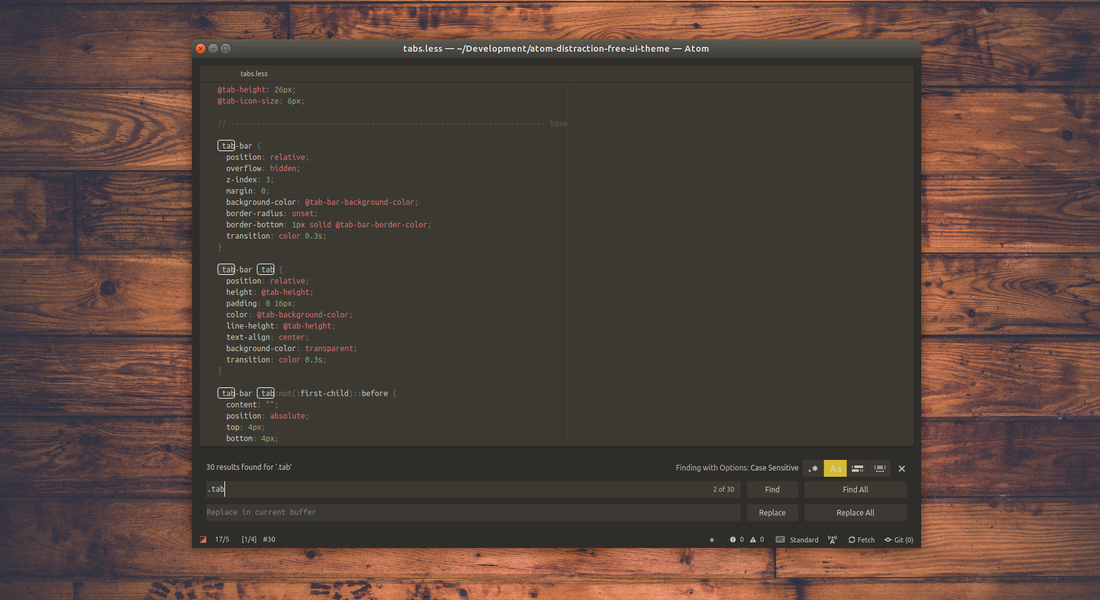 tabs.less — ~/Development/atom-distraction-free-ui-theme — Atom
tabs.less
@tab-height: 26px;
@tab-icon-size: 6px;
// ------------------------------------------------------------------------- base
.tab-bar {
position: relative;
overflow: hidden;
z-index: 3;
margin: 0;
background-color: @tab-bar-background-color;
border-radius: unset;
border-bottom: 1px solid @tab-bar-border-color;
transition: color 0.3s;
}
.tab-bar .tab {
position: relative;
height: @tab-height;
padding: 0 16px;
color: @tab-background-color;
line-height: @tab-height;
text-align: center;
background-color: transparent;
transition: color 0.3s;
}
.tab-bar .tab:not(:first-child)::before {
content: "";
position: absolute;
top: 4px;
bottom: 4px;
30 results found for '.tab'
Finding with Options: Case Sensitive
.* Aa
.tab
2 of 30
Find
Find All
Replace in current buffer
Replace
Replace All
17/5 [1/4] #30
0 0 Standard Fetch Git (0)